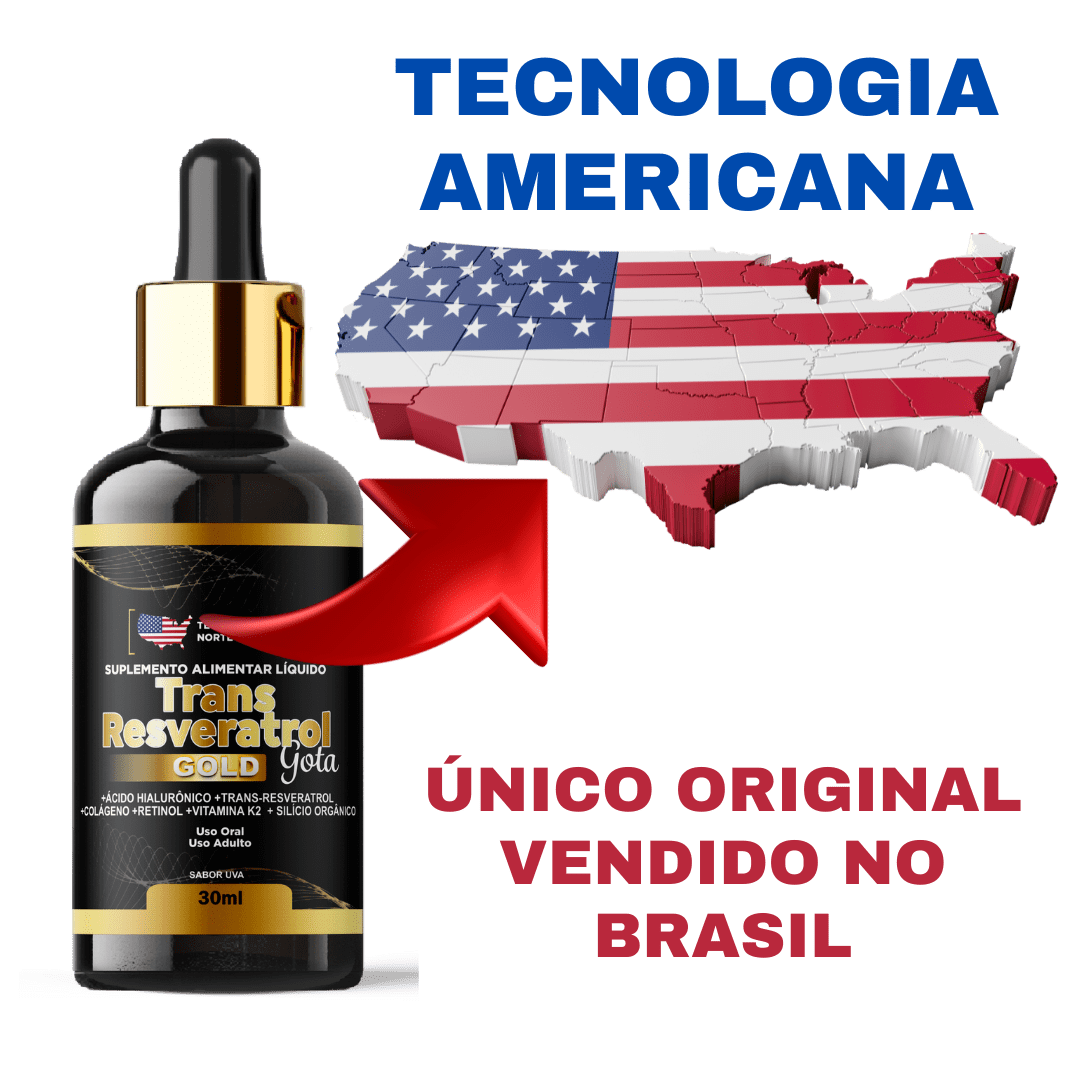 TECNOLOGIA
AMERICANA
SUPLEMENTO ALIMENTAR LÍQUIDO
Trans
Resveratrol
GOLD Gota
+ÁCIDO HIALURÔNICO +TRANS-RESVERATROL
+COLÁGENO +RETINOL +VITAMINA K2 + SILÍCIO ORGÂNICO
Uso Oral
Uso Adulto
SABOR UVA
30ml
ÚNICO ORIGINAL
VENDIDO NO
BRASIL